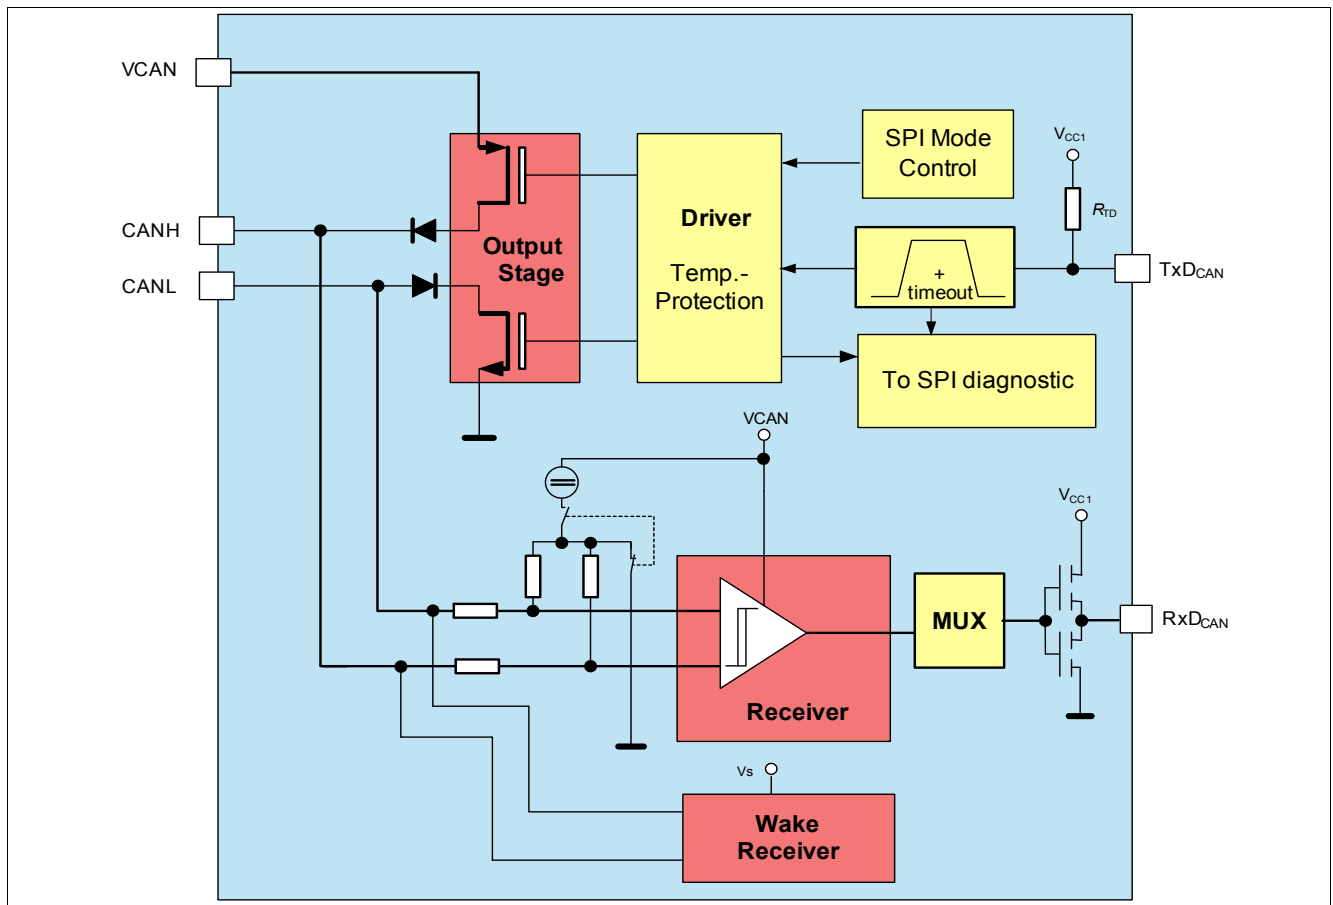 VCAN
SPI Mode
Control
VCC1
RTD
CANH
CANL
Output
Stage
Driver
Temp.-
Protection
+
timeout
TxDCAN
To SPI diagnostic
VCAN
VCC1
MUX
RxDCAN
Receiver
Vs
Wake
Receiver